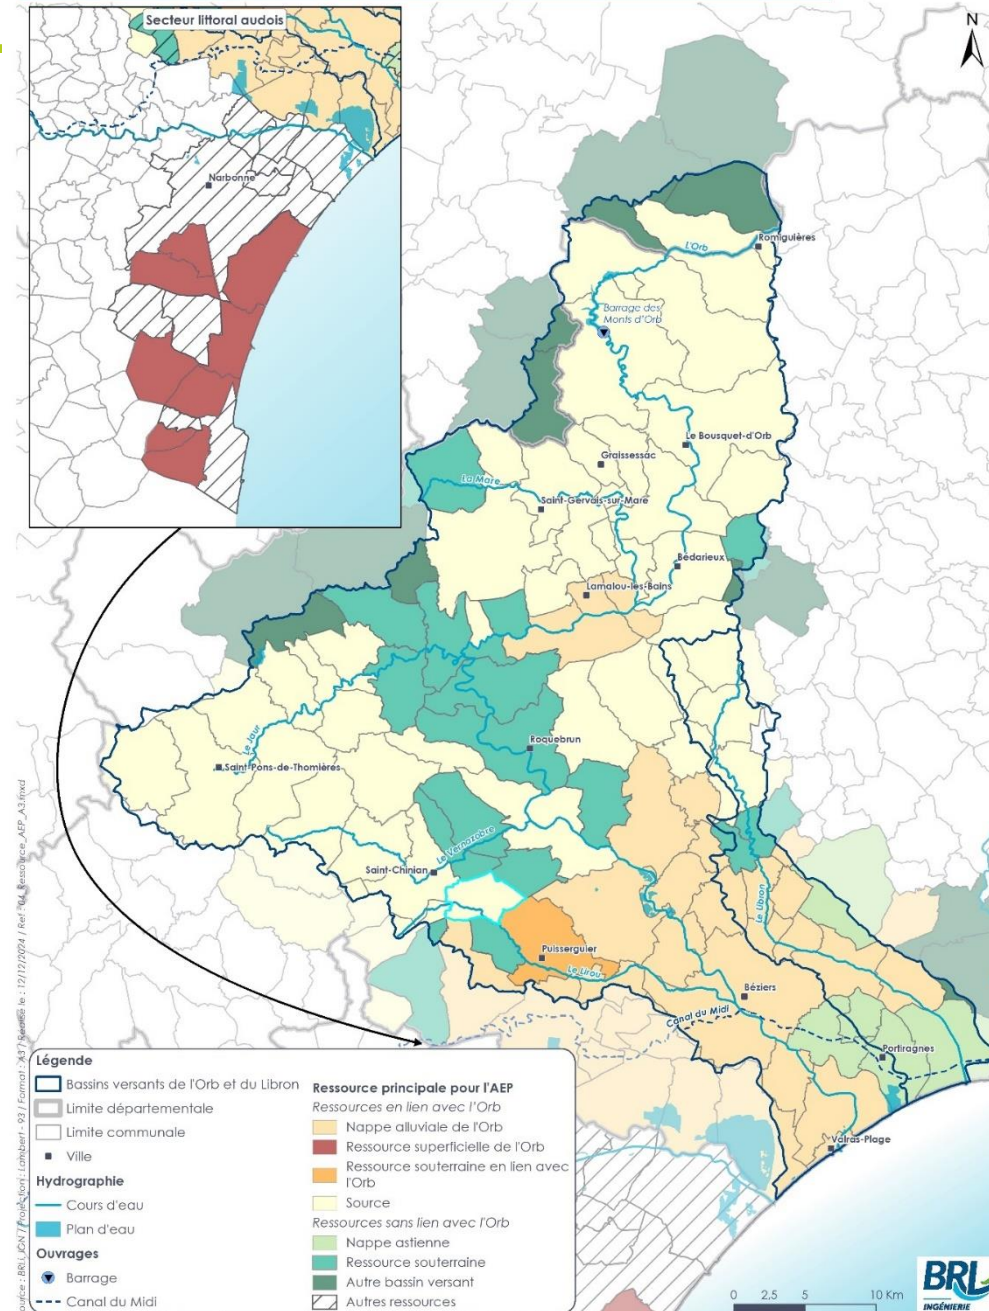 Secteur littoral audois
Narbonne
N
Romiguières
L'Orb
Barrage des
Monts d'Orb
Le Bousquet-d'Orb
Graissessac
La Mare
Saint-Gervais-sur-Mare
Bédarieux
Lamalou-les-Bains
Roquebrun
Le Jaur
Saint-Pons-de-Thomières
Le Vernazobre
Saint-Chinian
Le Libron
Puisserguier
Le Lirou
Béziers
Canal du Midi
Portiragnes
Valras-Plage
Légende
Bassins versants de l'Orb et du Libron
Limite départementale
Limite communale
Ville
Hydrographie
Cours d'eau
Plan d'eau
Ouvrages
Barrage
Canal du Midi
Ressource principale pour l'AEP
Ressources en lien avec l'Orb
Nappe alluviale de l'Orb
Ressource superficielle de l'Orb
Ressource souterraine en lien avec
l'Orb
Source
Ressources sans lien avec l'Orb
Nappe astienne
Ressource souterraine
Autre bassin versant
Autres ressources
0 2.5 5 10 Km
BRL
INGÉNIERIE